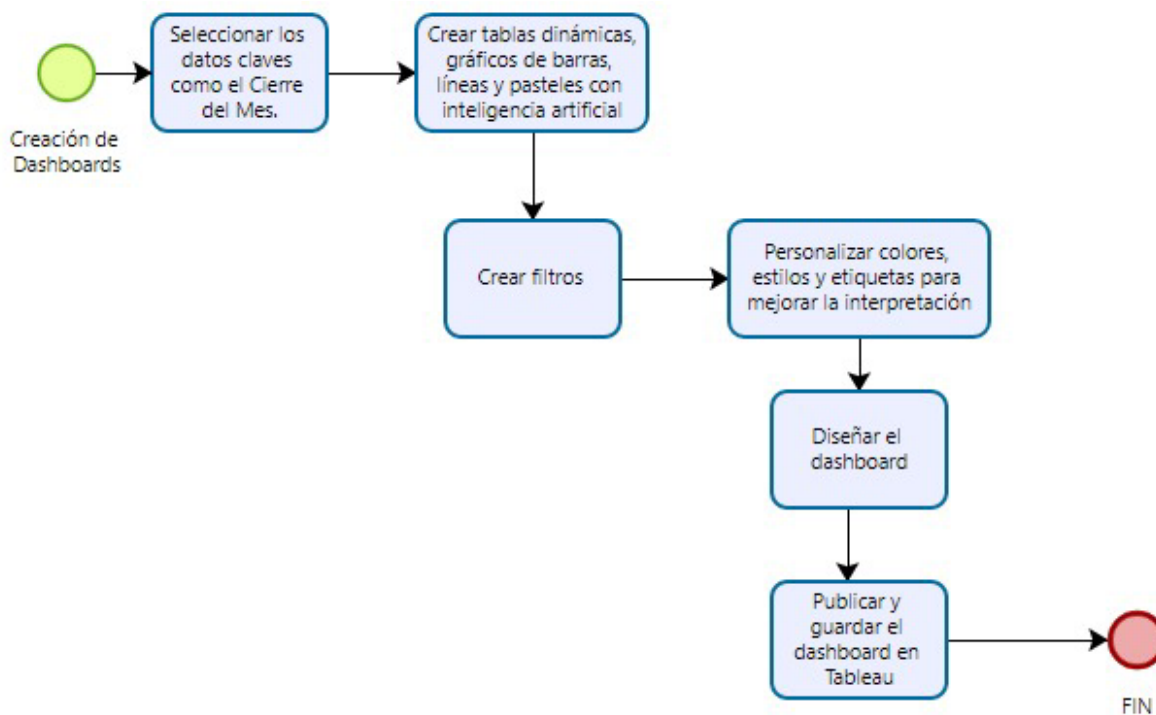 Creación de
Dashboards
Seleccionar los
datos claves
como el Cierre
del Mes.
Crear tablas dinámicas,
gráficos de barras,
líneas y pasteles con
inteligencia artificial
Crear filtros
Personalizar colores,
estilos y etiquetas para
mejorar la interpretación
Diseñar el
dashboard
Publicar y
guardar el
dashboard en
Tableau
FIN